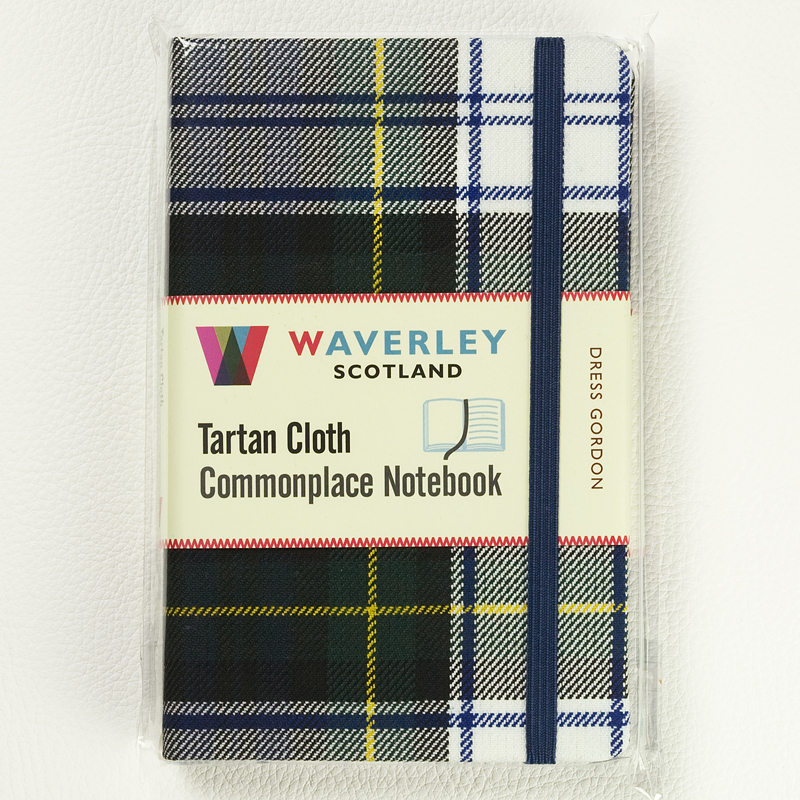 WAVERLEY
SCOTLAND
Tartan Cloth
Commonplace Notebook
DRESS GORDON